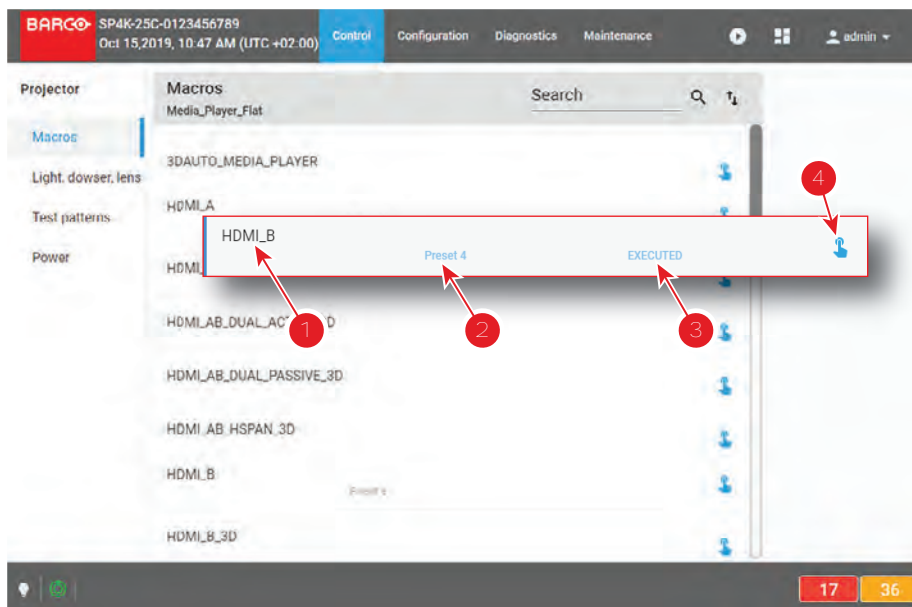 BARCO
SP4K-25C-0123456789
Oct 15,2019, 10:47 AM (UTC +02:00)
Control
Configuration
Diagnostics
Maintenance
admin
Projector
Macros
Light, dowser, lens
Test patterns
Power
Macros
Media_Player_Flat
Search
3DAUTO_MEDIA_PLAYER
HDMI_A
HDMI_B
Preset 4
EXECUTED
4
HDMI_
1
2
3
HDMI_AB_DUAL_AC
D
HDMI_AB_DUAL_PASSIVE_3D
HDMI_AB_HSPAN_3D
HDMI_B
HDMI_B_3D
17
36